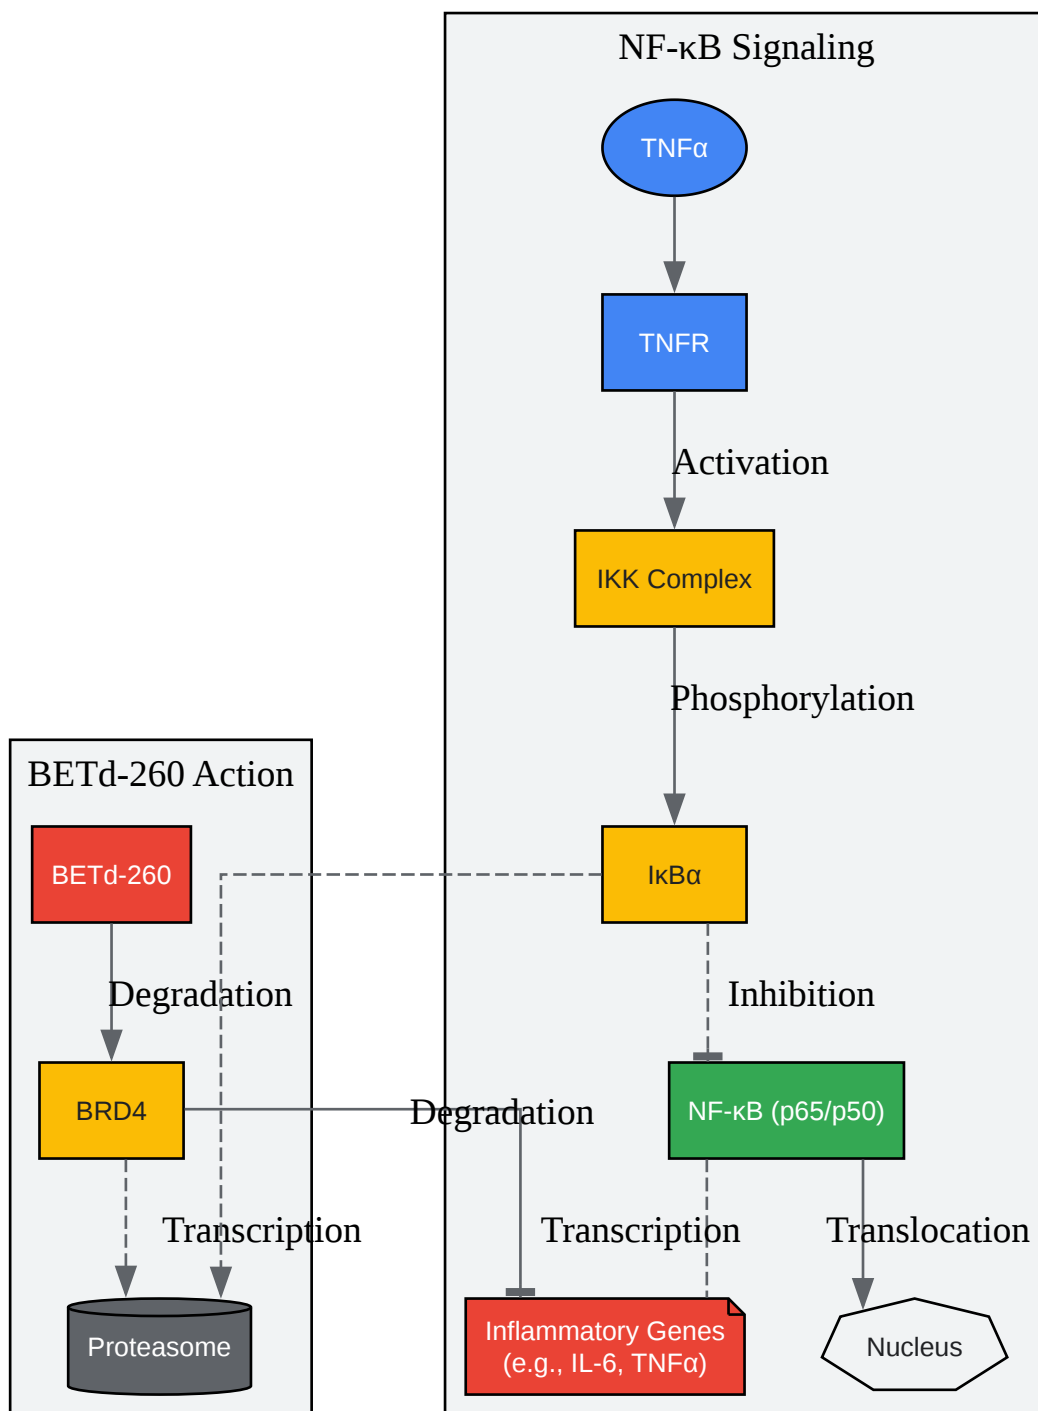 NF-κB Signaling
TNFα
TNFR
Activation
IKK Complex
Phosphorylation
BETd-260 Action
BETd-260
IκBα
Degradation
Inhibition
BRD4
Degradation
NF-κB (p65/p50)
Transcription
Transcription
Translocation
Proteasome
Inflammatory Genes
(e.g., IL-6, TNFα)
Nucleus